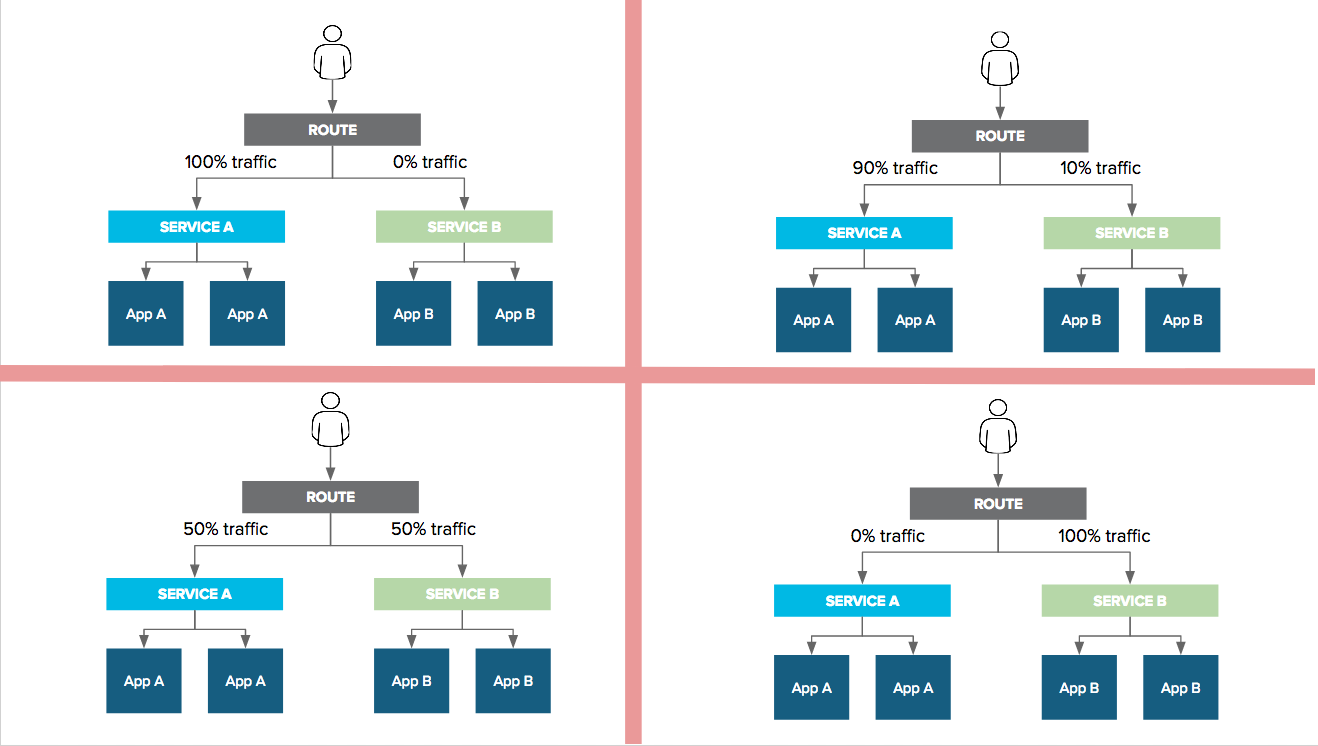 ROUTE
100% traffic
0% traffic
SERVICE A
SERVICE B
App A
App A
App B
App B
ROUTE
90% traffic
10% traffic
SERVICE A
SERVICE B
App A
App A
App B
App B
ROUTE
50% traffic
50% traffic
SERVICE A
SERVICE B
App A
App A
App B
App B
ROUTE
0% traffic
100% traffic
SERVICE A
SERVICE B
App A
App A
App B
App B